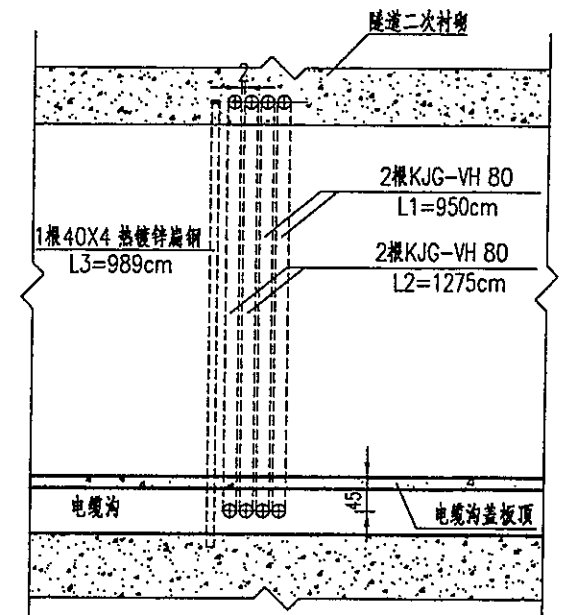 隧道二次衬砌
2
2根KJG-VH 80
L1=950cm
1根40X4 热镀锌扁钢
L3=989cm
2根KJG-VH 80
L2=1275cm
电缆沟
45
电缆沟盖板顶